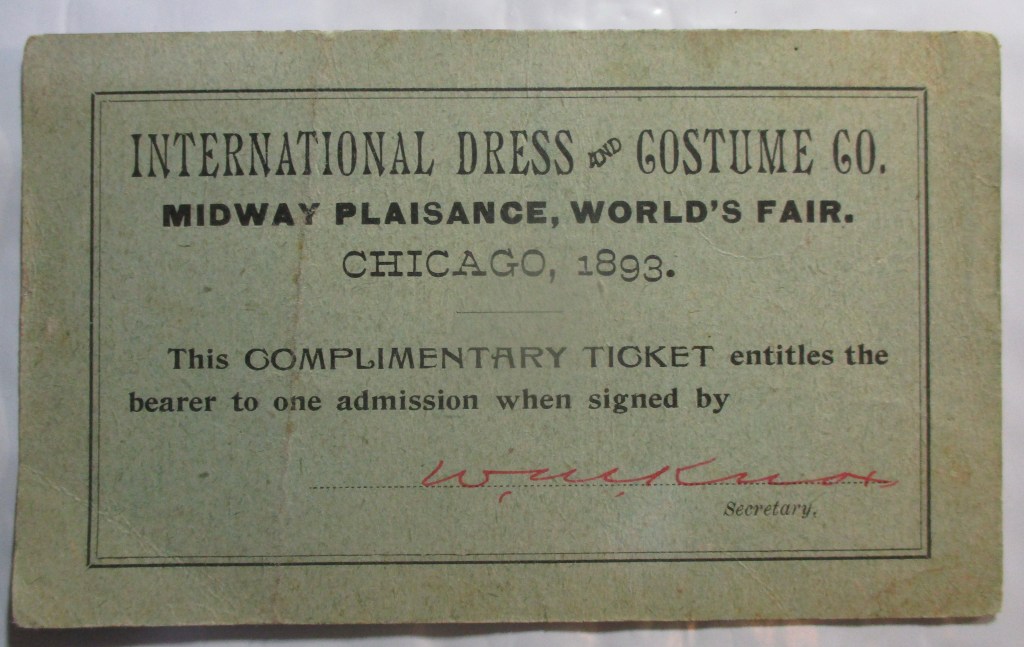 INTERNATIONAL DRESS AND COSTUME CO.
MIDWAY PLAISANCE, WORLD'S FAIR.
CHICAGO, 1893.
This COMPLIMENTARY TICKET entitles the
bearer to one admission when signed by
W. M. Knox
Secretary.